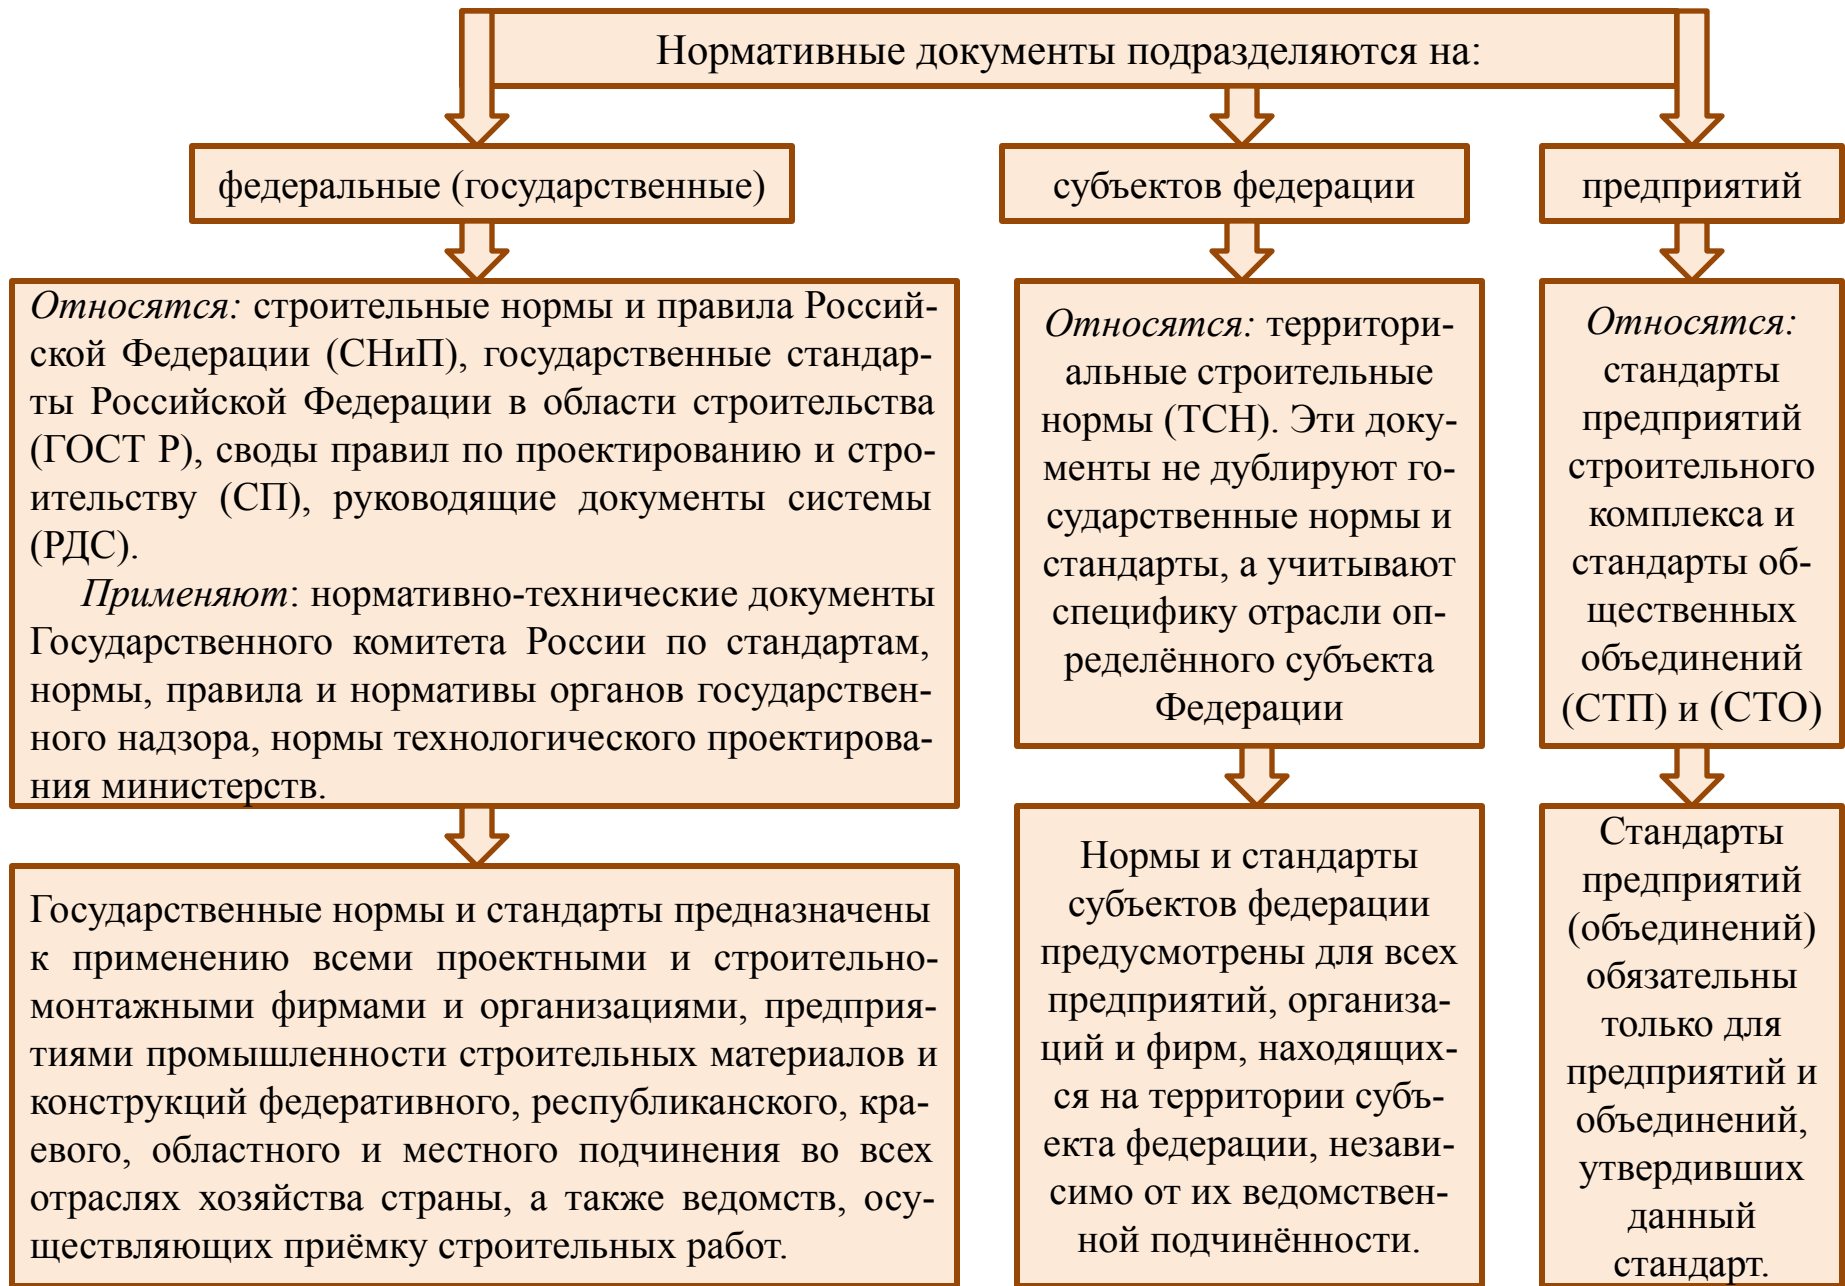 Нормативные документы подразделяются на:
федеральные (государственные)
Относятся: строительные нормы и правила Россий-
ской Федерации (СНиП), государственные стандар-
ты Российской Федерации в области строительства
(ГОСТ Р), своды правил по проектированию и стро-
ительству (СП), руководящие документы системы
(РДС).
Применяют: нормативно-технические документы
Государственного комитета России по стандартам,
нормы, правила и нормативы органов государствен-
ного надзора, нормы технологического проектирова-
ния министерств.
Государственные нормы и стандарты предназначены
к применению всеми проектными и строительно-
монтажными фирмами и организациями, предприя-
тиями промышленности строительных материалов и
конструкций федеративного, республиканского, кра-
евого, областного и местного подчинения во всех
отраслях хозяйства страны, а также ведомств, осу-
ществляющих приёмку строительных работ.
субъектов федерации
Относятся: территори-
альные строительные
нормы (ТСН). Эти доку-
менты не дублируют го-
сударственные нормы и
стандарты, а учитывают
специфику отрасли оп-
ределённого субъекта
Федерации
Нормы и стандарты
субъектов федерации
предусмотрены для всех
предприятий, организа-
ций и фирм, находящих-
ся на территории субъ-
екта федерации, незави-
симо от их ведомствен-
ной подчинённости.
предприятий
Относятся:
стандарты
предприятий
строительного
комплекса и
стандарты об-
щественных
объединений
(СТП) и (СТО)
Стандарты
предприятий
(объединений)
обязательны
только для
предприятий и
объединений,
утвердивших
данный
стандарт.